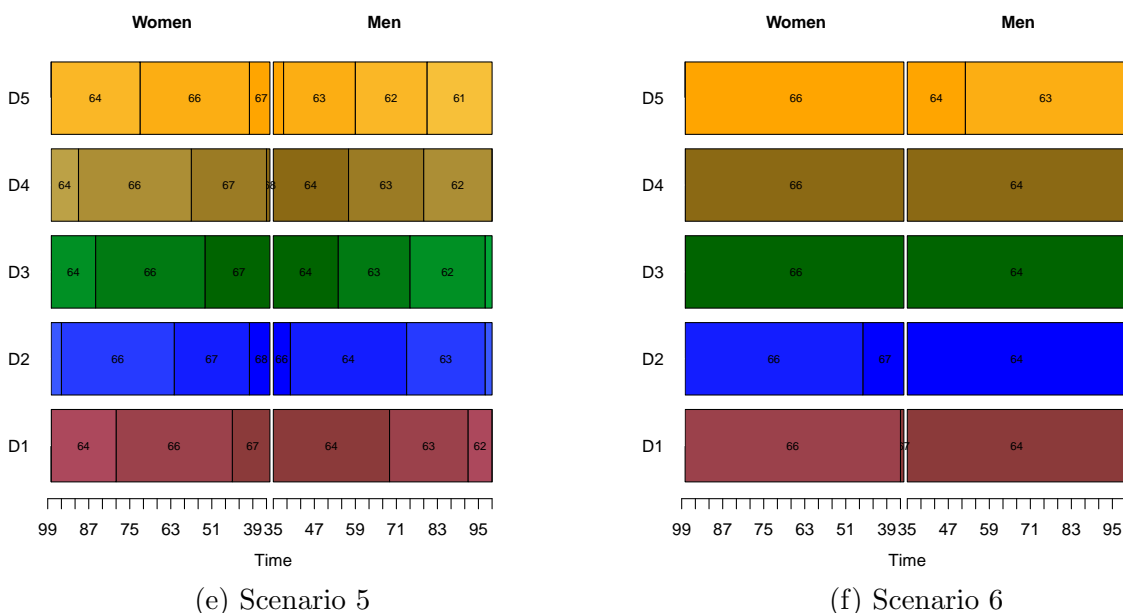 Women Men
D5 64 66 67 63 62 61
D4 64 66 67 68 64 63 62
D3 64 66 67 64 63 62
D2 66 67 68 66 64 63
D1 64 66 67 64 63 62
99 87 75 63 51 39 35 47 59 71 83 95
Time
(e) Scenario 5
Women Men
D5 66 64 63
D4 66 64
D3 66 64
D2 66 67 64
D1 66 67 64
99 87 75 63 51 39 35 47 59 71 83 95
Time
(f) Scenario 6